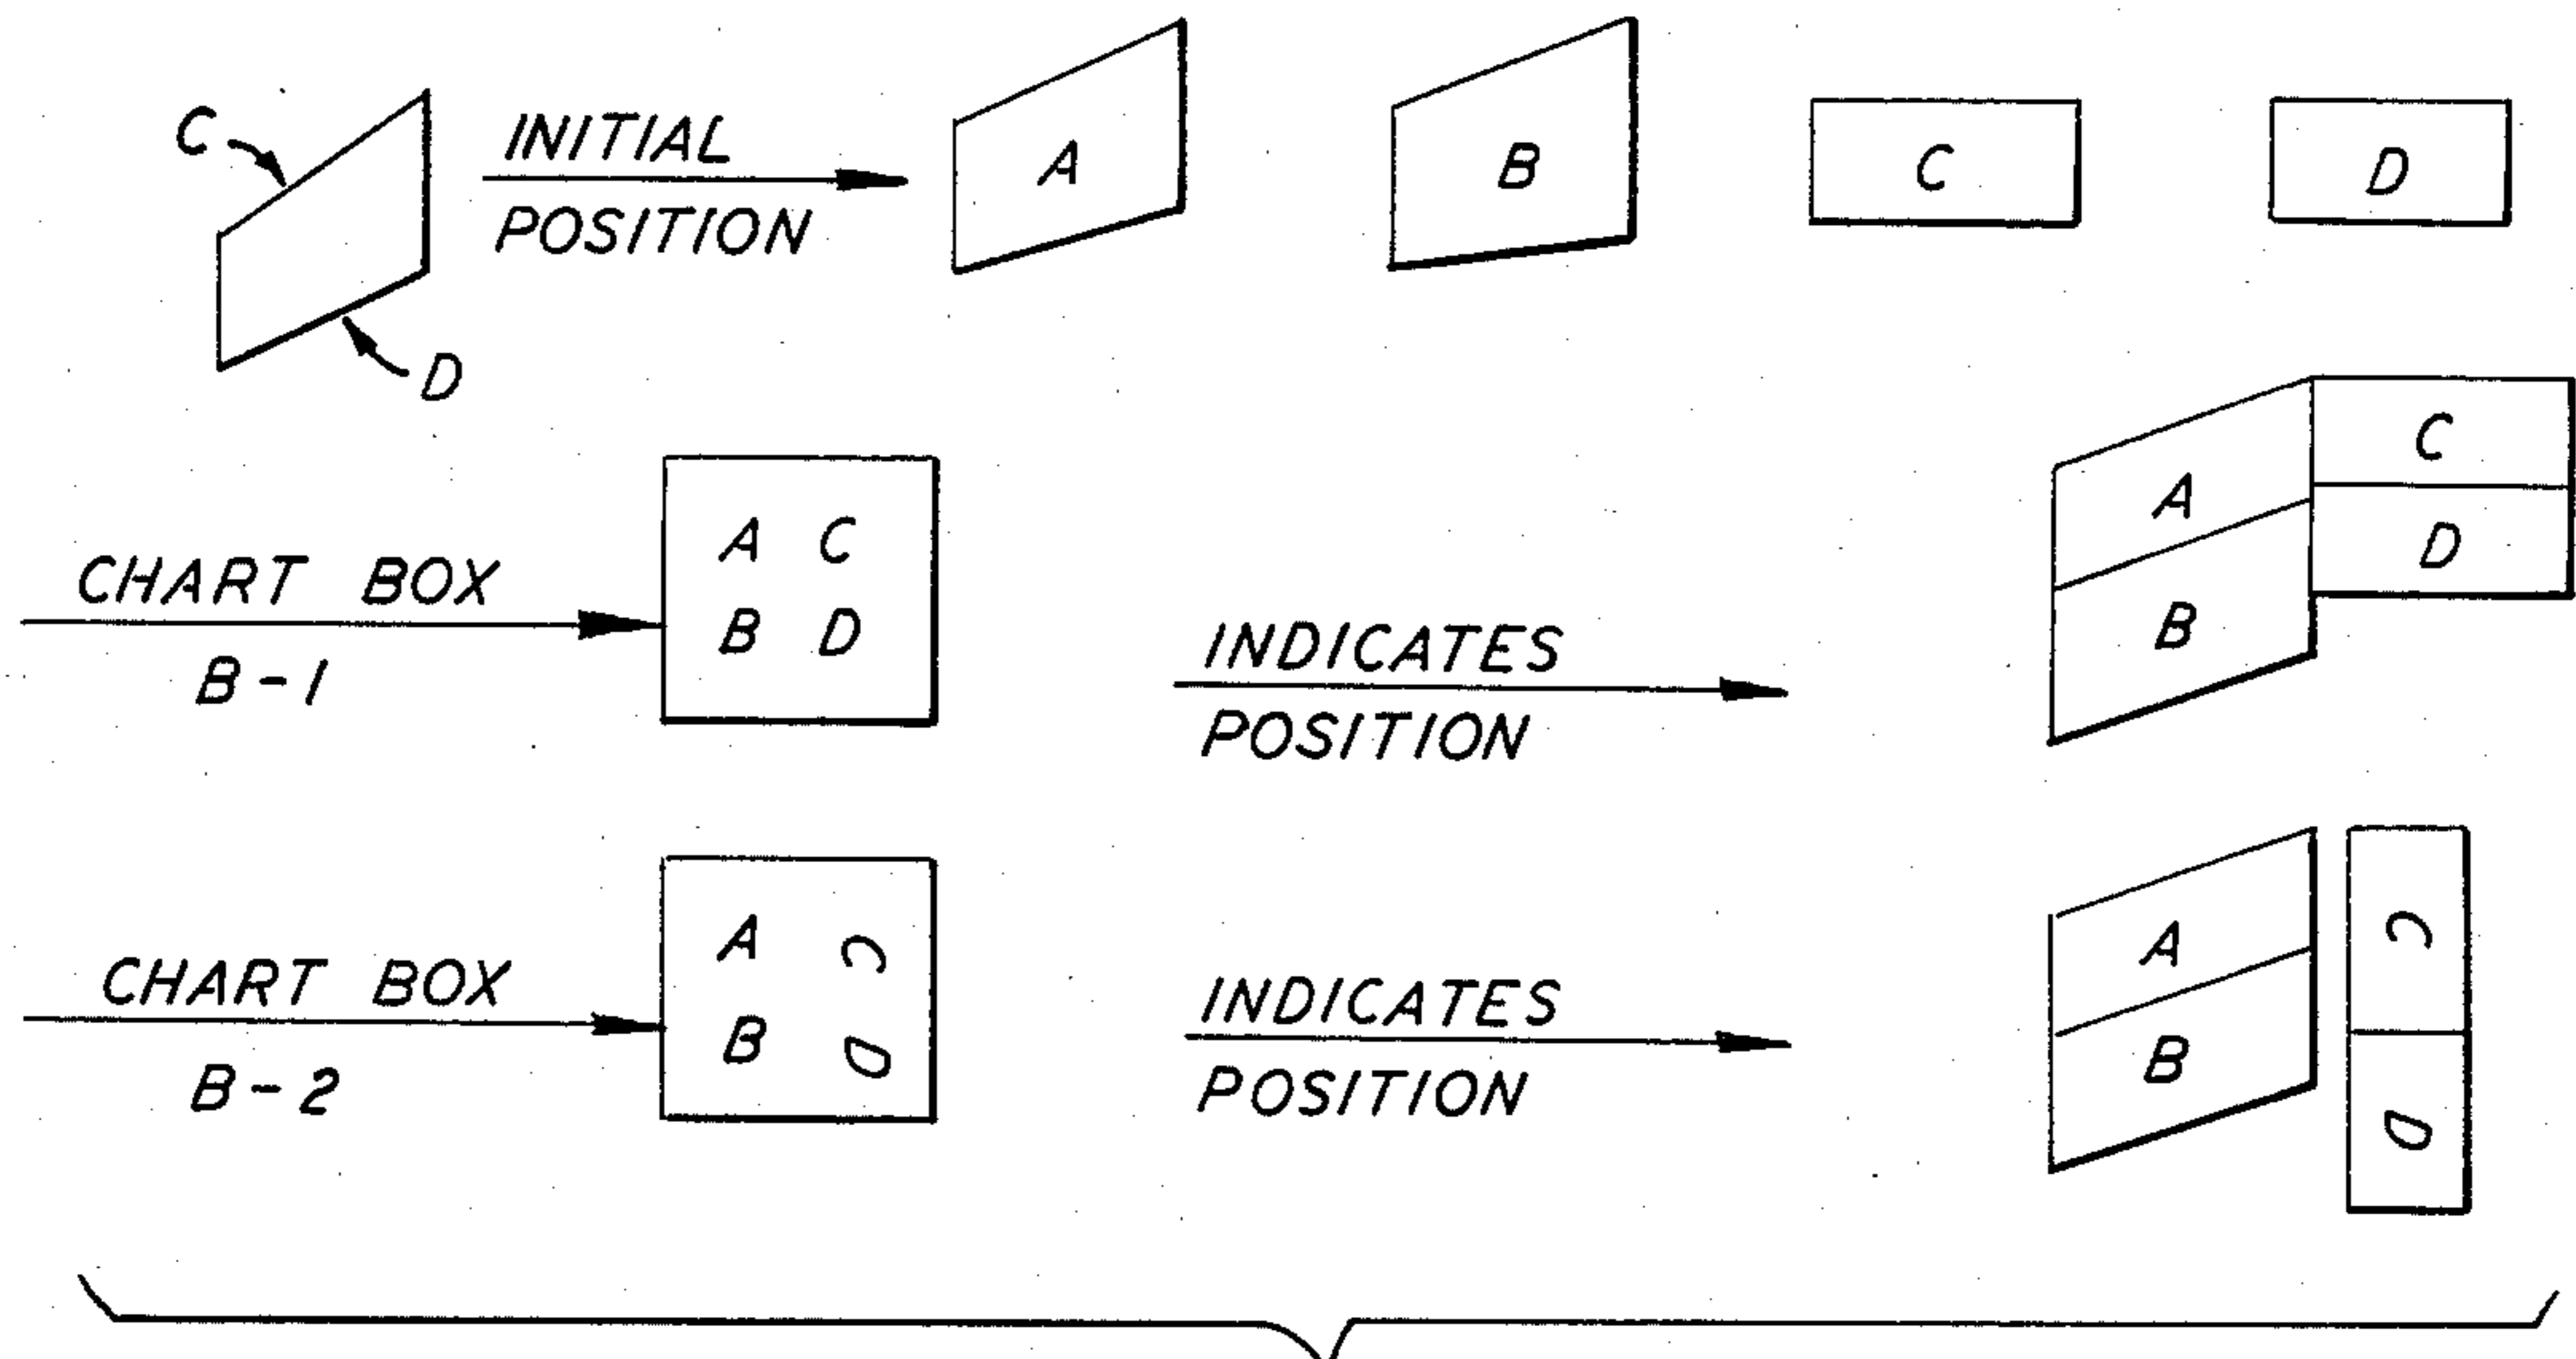 C
INITIAL
POSITION
A
B
C
D
D
CHART BOX
B-1
A C
B D
INDICATES
POSITION
A
B
C
D
CHART BOX
B-2
A C
B D
INDICATES
POSITION
A
B
C
D